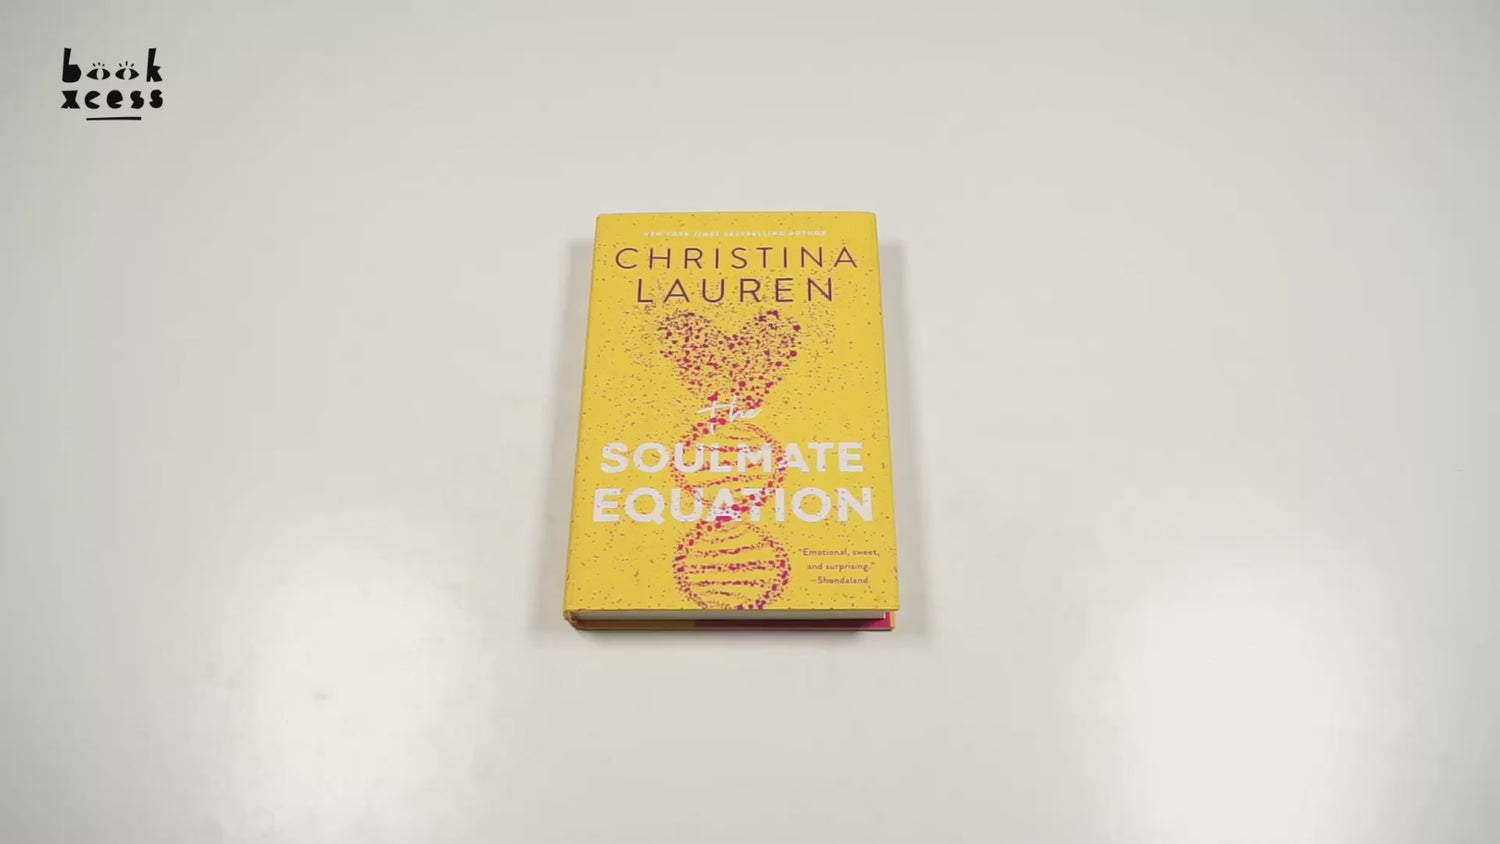 book
xcess
NEW YORK TIMES BESTSELLING AUTHOR
CHRISTINA
LAUREN
the
SOULMATE
EQUATION
"Emotional, sweet,
and surprising."
—Shondaland